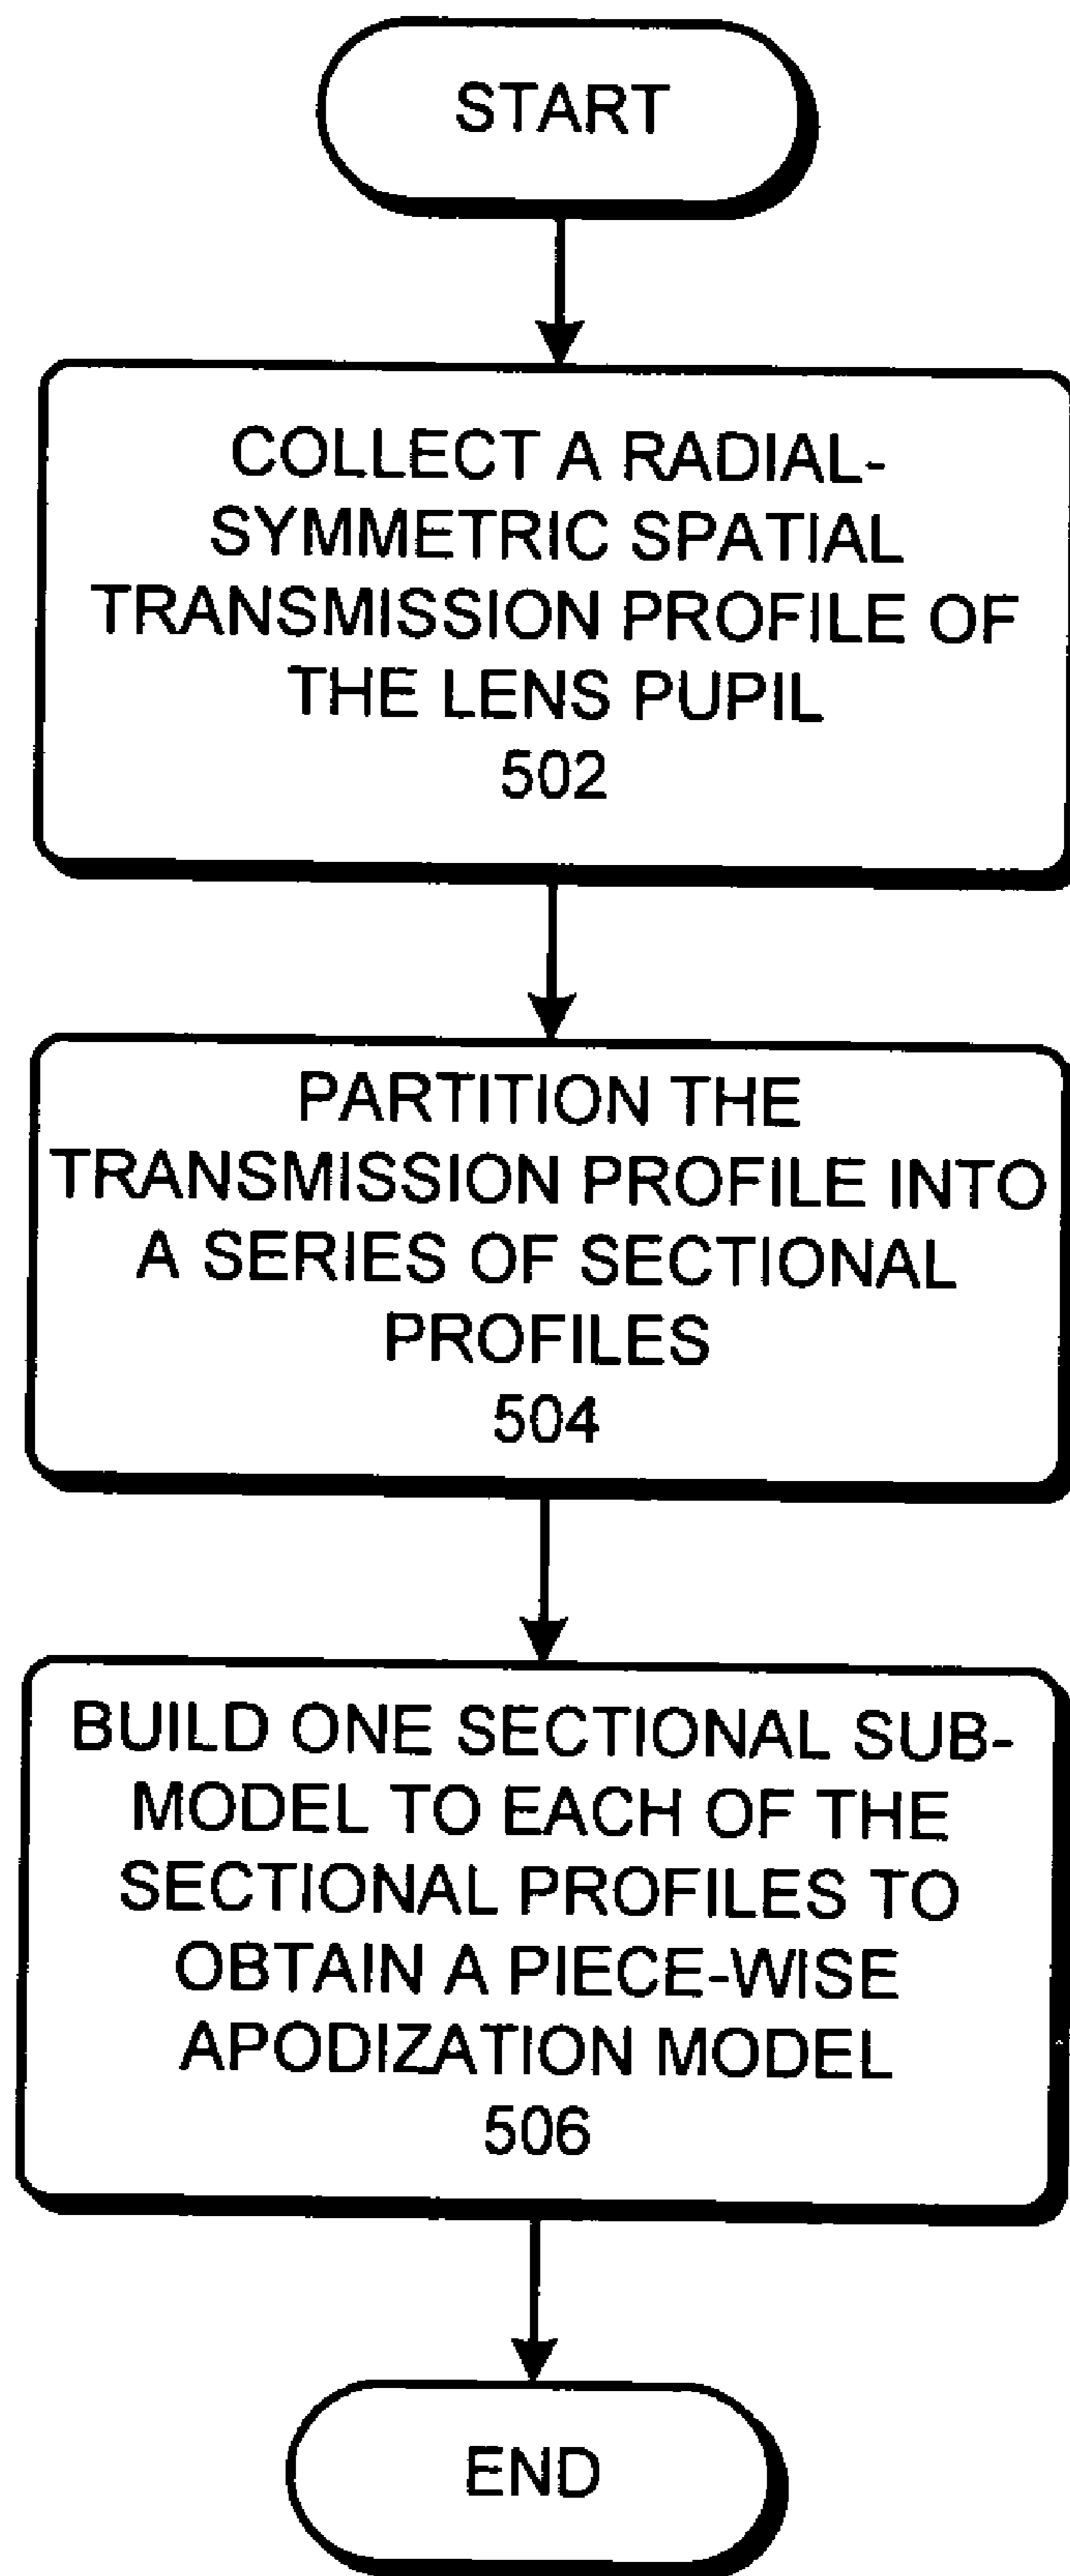 START
COLLECT A RADIAL-
SYMMETRIC SPATIAL
TRANSMISSION PROFILE OF
THE LENS PUPIL
502
PARTITION THE
TRANSMISSION PROFILE INTO
A SERIES OF SECTIONAL
PROFILES
504
BUILD ONE SECTIONAL SUB-
MODEL TO EACH OF THE
SECTIONAL PROFILES TO
OBTAIN A PIECE-WISE
APODIZATION MODEL
506
END